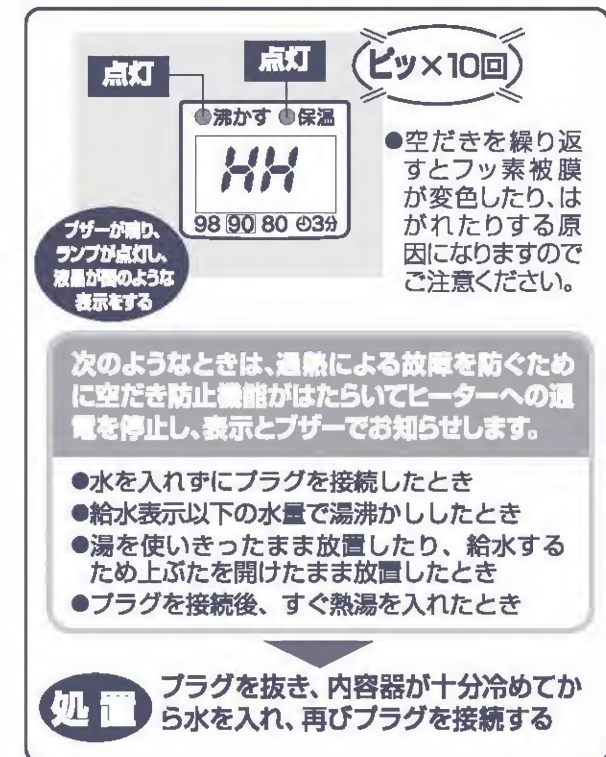 点灯
点灯
ピッ×10回
沸かす 保温
HH
98 90 80 3分
ブザーが鳴り、
ランプが点灯し、
液晶が図のような
表示をする
●空だきを繰り返
すとフッ素被膜
が変色したり、は
がれたりする原
因になりますので
ご注意ください。
次のようなときは、過熱による故障を防ぐため
に空だき防止機能がはたらいてヒーターへの通
電を停止し、表示とブザーでお知らせします。
●水を入れずにプラグを接続したとき
●給水表示以下の水量で湯沸かししたとき
●湯を使いきったまま放置したり、給水する
ため上ぶたを開けたまま放置したとき
●プラグを接続後、すぐ熱湯を入れたとき
処置
プラグを抜き、内容器が十分冷めてか
ら水を入れ、再びプラグを接続する